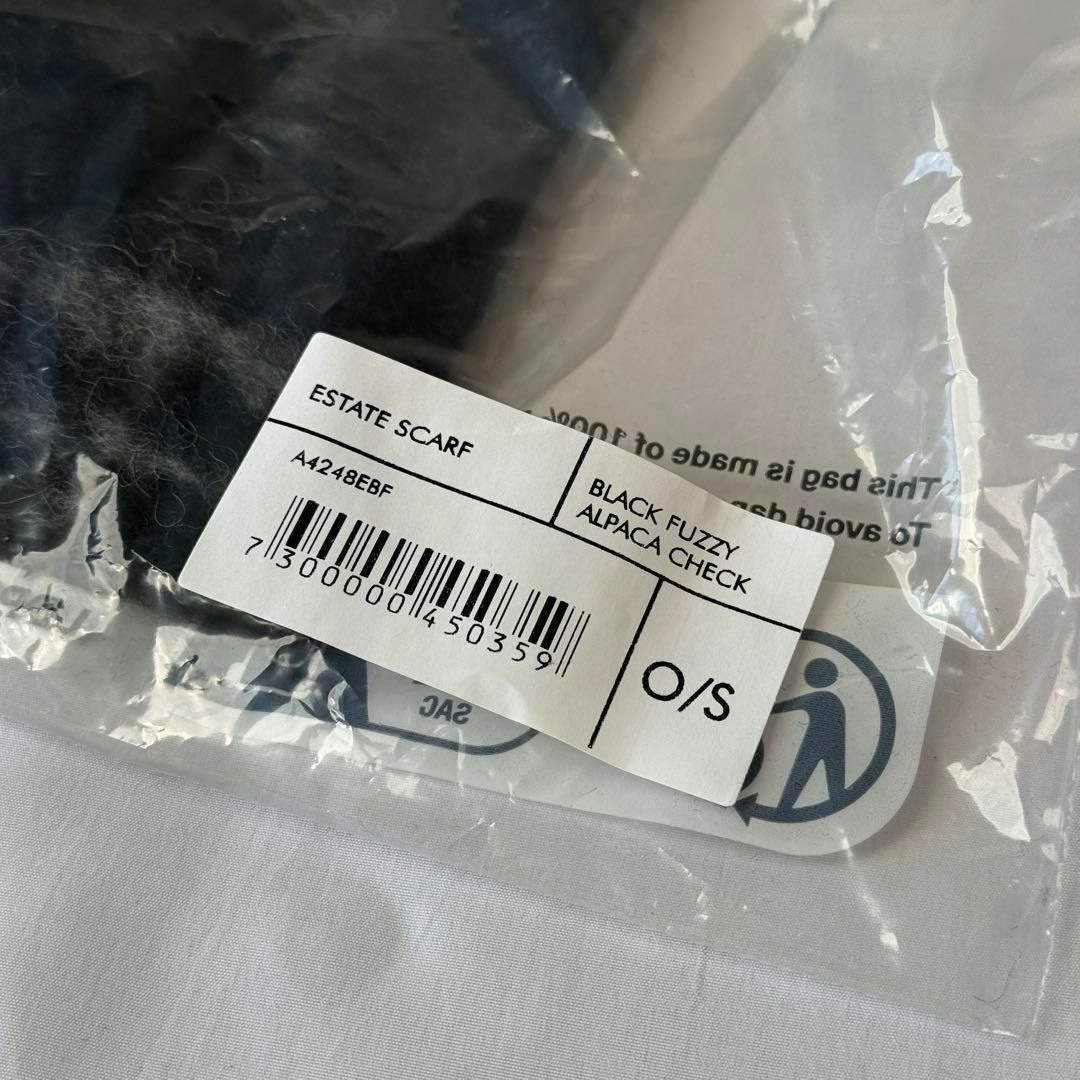 ESTATE SCARF
A4248EBF
7 300000 450359
BLACK FUZZY
ALPACA CHECK
O/S
This bag is made of 100%
To avoid
SAC